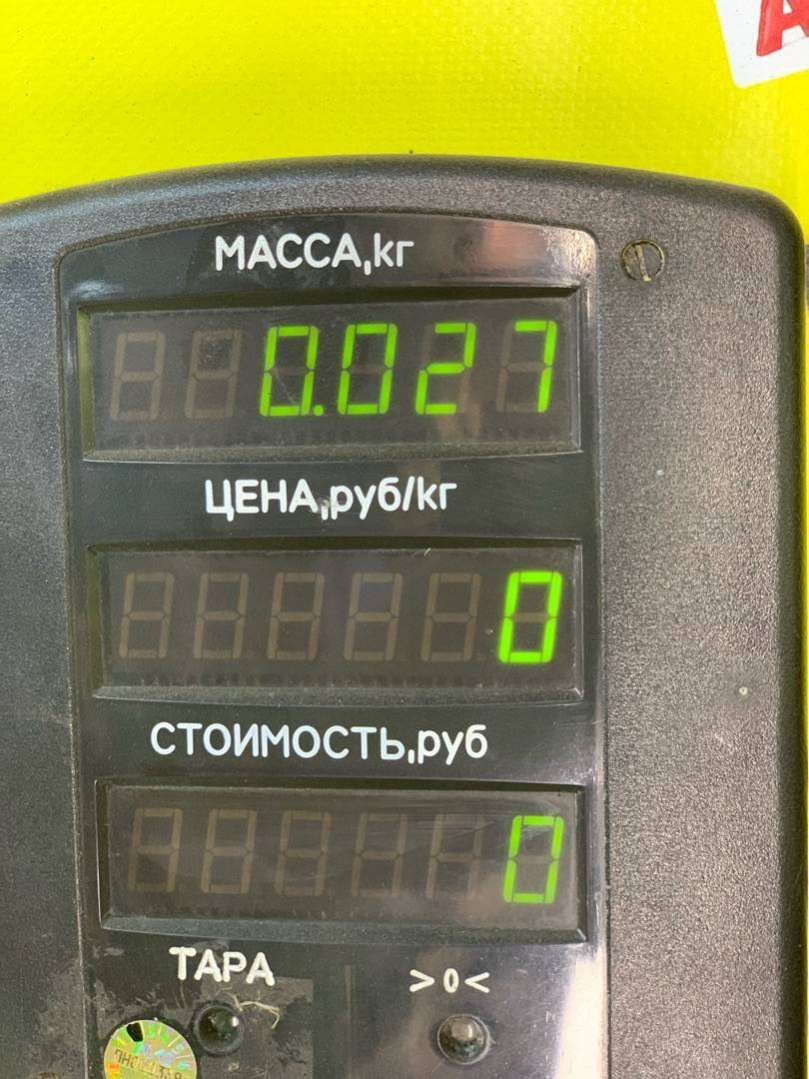 А
МАССА,кг
0.027
ЦЕНА,руб/кг
0
СТОИМОСТЬ,руб
0
ТАРА >0<